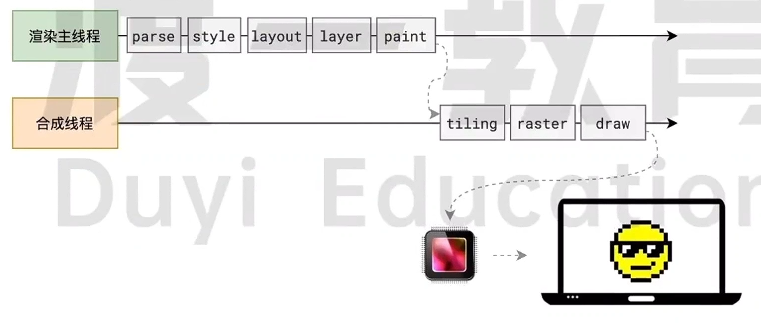 渲染主线程 parse style layout layer paint
合成线程 tiling raster draw
渡一教育
Duyi Education